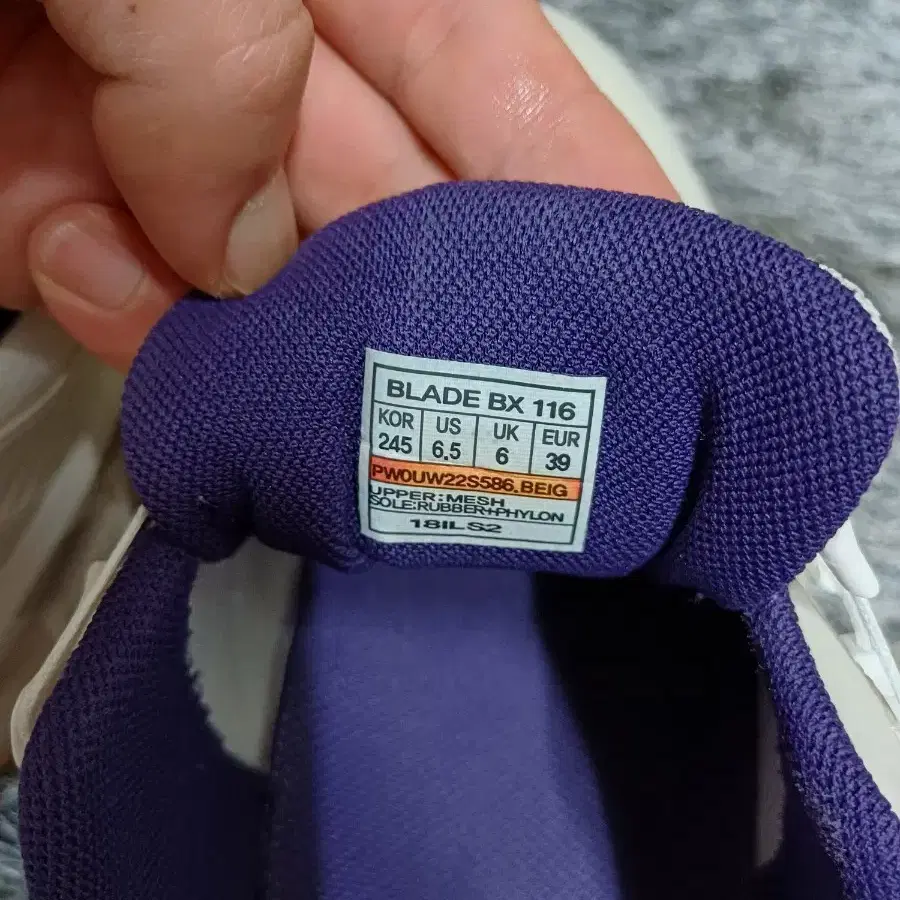 BLADE BX 116
KOR US UK EUR
245 6.5 6 39
PW0UW22S586.BEIG
UPPER:MESH
SOLE:RUBBER+PHYLON
18ILS2